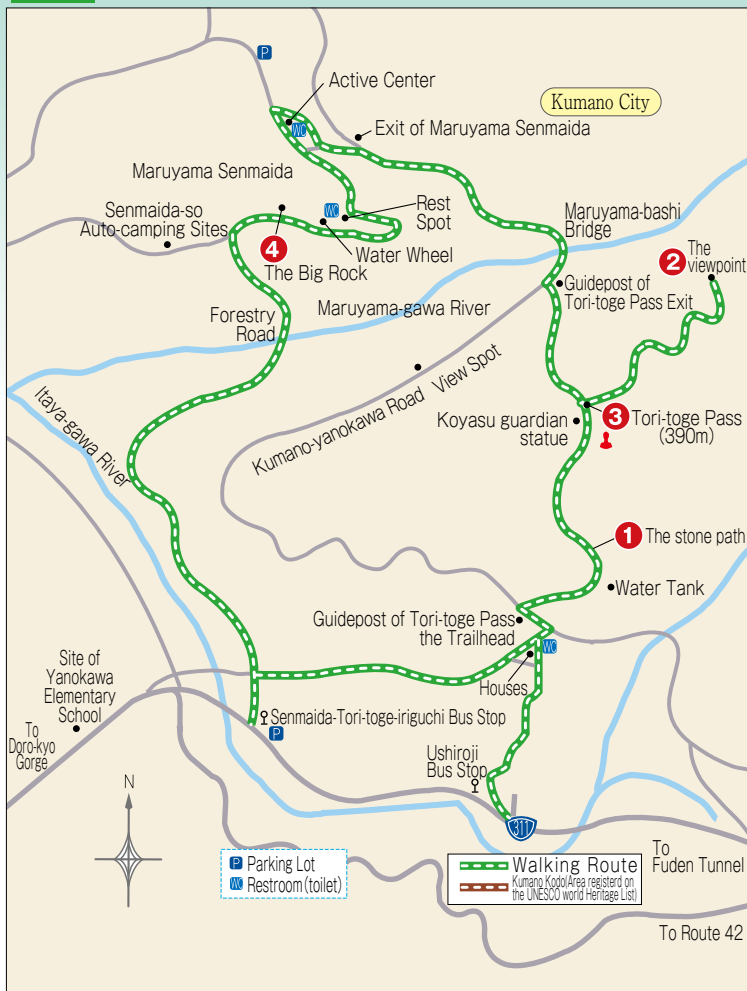 P
Active Center
WC
Kumano City
Exit of Maruyama Senmaida
Maruyama Senmaida
Senmaida-so
Auto-camping Sites
WC
Rest
Spot
Water Wheel
4
The Big Rock
Maruyama-bashi
Bridge
2
The
viewpoint
Guidepost of
Tori-toge Pass Exit
Forestry
Road
Maruyama-gawa River
Kumano-yanokawa Road View Spot
Itaya-gawa River
Koyasu guardian
statue
3
Tori-toge Pass
(390m)
1
The stone path
Water Tank
Guidepost of Tori-toge Pass
the Trailhead
WC
Houses
Site of
Yanokawa
Elementary
School
To
Doro-kyo
Gorge
Senmaida-Tori-toge-iriguchi Bus Stop
P
Ushiroji
Bus Stop
311
N
P Parking Lot
WC Restroom (toilet)
Walking Route
Kumano Kodo(Area registerd on
the UNESCO world Heritage List)
To
Fuden Tunnel
To Route 42